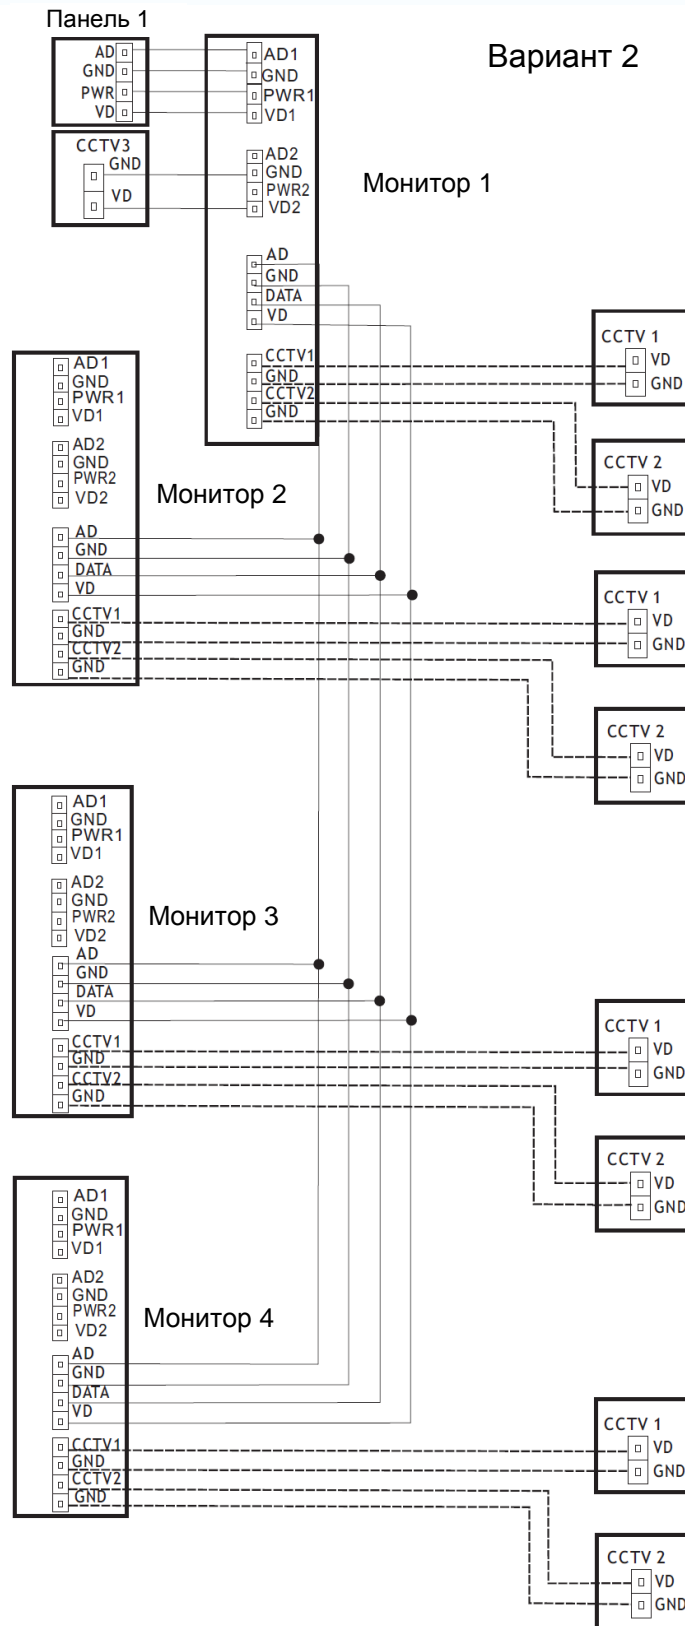 Панель 1
Вариант 2
AD
GND
PWR
VD
AD1
GND
PWR1
VD1
CCTV3
GND
VD
AD2
GND
PWR2
VD2
Монитор 1
AD
GND
DATA
VD
CCTV1
GND
CCTV2
GND
CCTV 1
VD
GND
CCTV 2
VD
GND
AD1
GND
PWR1
VD1
AD2
GND
PWR2
VD2
Монитор 2
AD
GND
DATA
VD
CCTV1
GND
CCTV2
GND
CCTV 1
VD
GND
CCTV 2
VD
GND
AD1
GND
PWR1
VD1
AD2
GND
PWR2
VD2
Монитор 3
AD
GND
DATA
VD
CCTV1
GND
CCTV2
GND
CCTV 1
VD
GND
CCTV 2
VD
GND
AD1
GND
PWR1
VD1
AD2
GND
PWR2
VD2
Монитор 4
AD
GND
DATA
VD
CCTV1
GND
CCTV2
GND
CCTV 1
VD
GND
CCTV 2
VD
GND